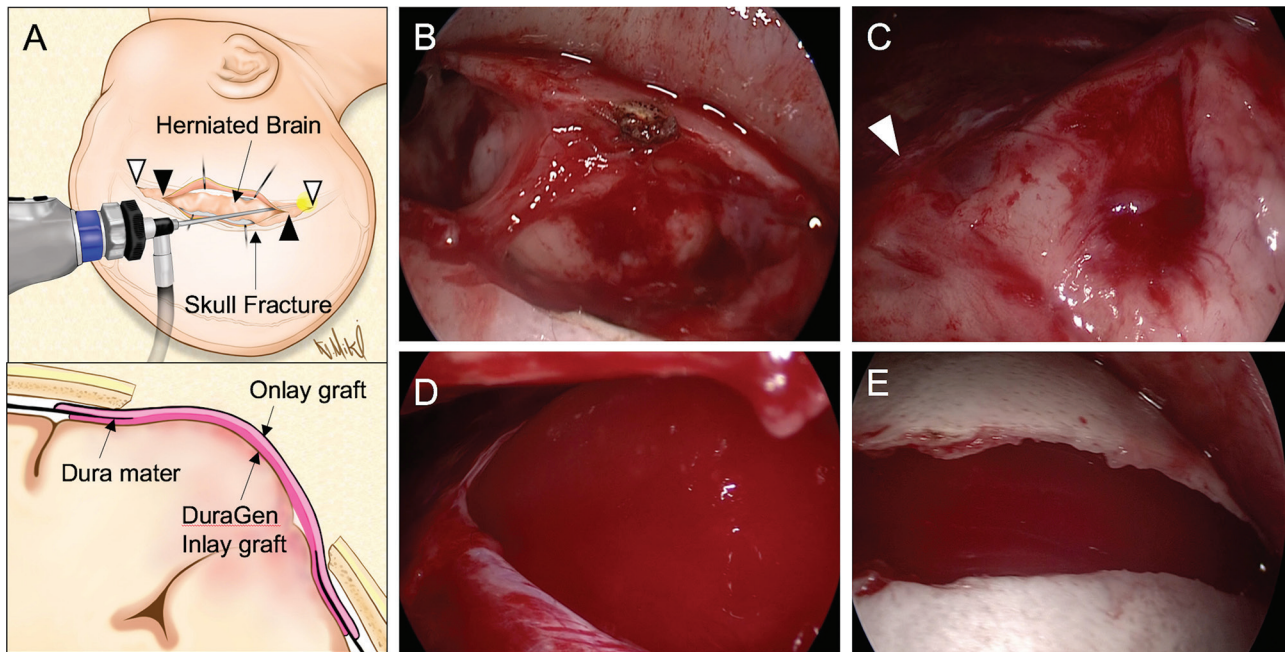 A
Herniated Brain
Skull Fracture
Onlay graft
Dura mater
DuraGen
Inlay graft
B
C
D
E